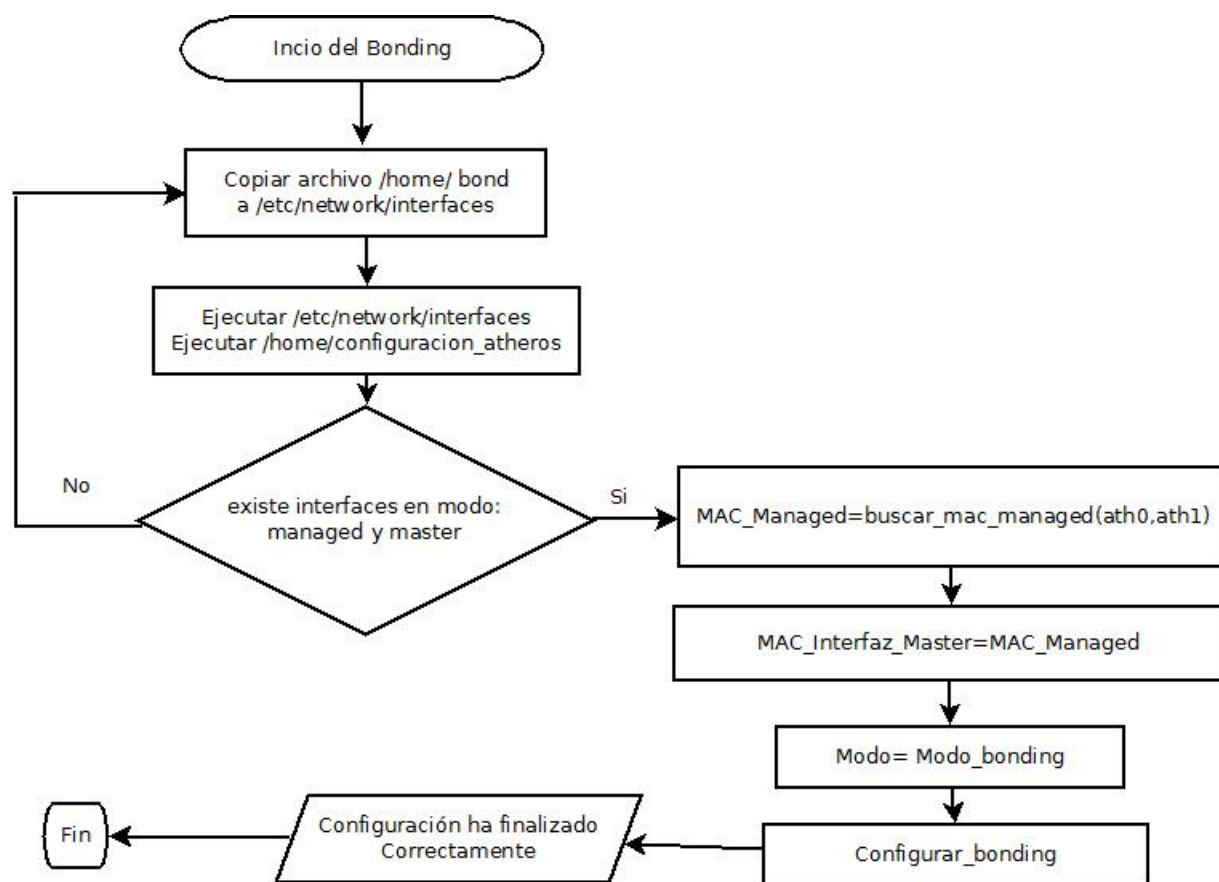 Incio del Bonding
Copiar archivo /home/ bond
a /etc/network/interfaces
Ejecutar /etc/network/interfaces
Ejecutar /home/configuracion_atheros
existe interfaces en modo:
managed y master
No
Si
MAC_Managed=buscar_mac_managed(ath0,ath1)
MAC_Interfaz_Master=MAC_Managed
Modo= Modo_bonding
Configurar_bonding
Configuración ha finalizado
Correctamente
Fin